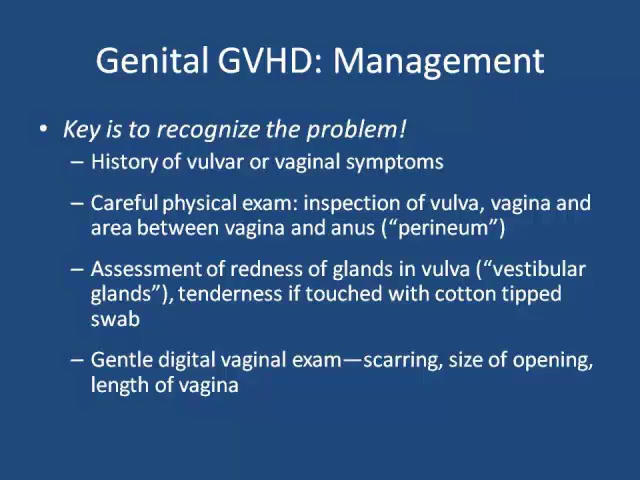 Genital GVHD: Management
• Key is to recognize the problem!
– History of vulvar or vaginal symptoms
– Careful physical exam: inspection of vulva, vagina and
area between vagina and anus (“perineum”)
– Assessment of redness of glands in vulva (“vestibular
glands”), tenderness if touched with cotton tipped
swab
– Gentle digital vaginal exam—scarring, size of opening,
length of vagina